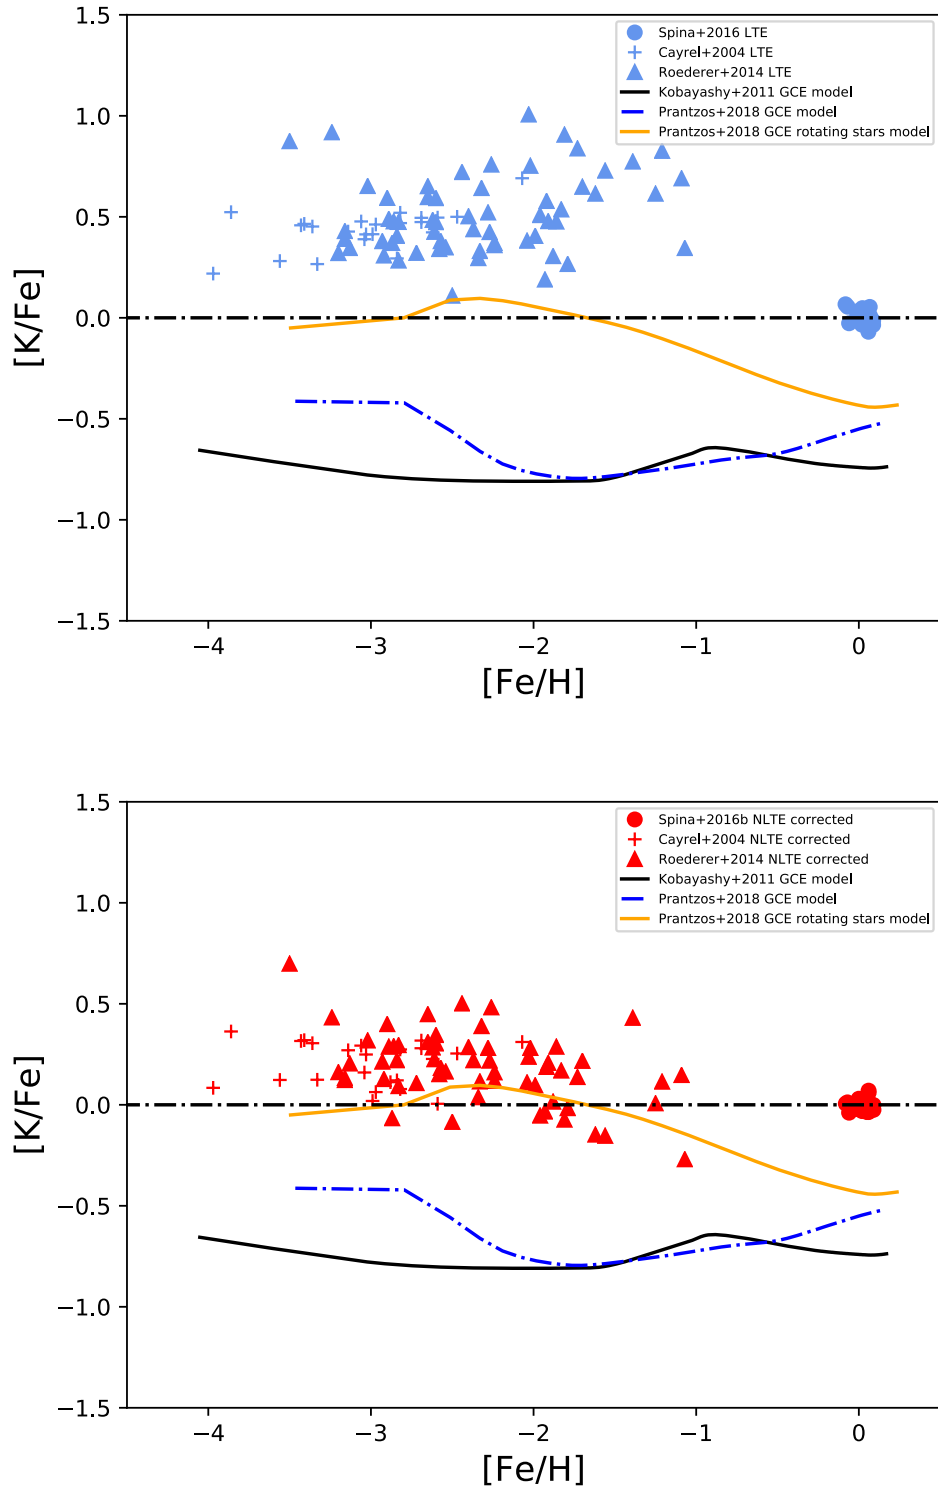 1.5
1.0
0.5
0.0
−0.5
−1.0
−1.5
[K/Fe]
Spina+2016 LTE
Cayrel+2004 LTE
Roederer+2014 LTE
Kobayashy+2011 GCE model
Prantzos+2018 GCE model
Prantzos+2018 GCE rotating stars model
−4 −3 −2 −1 0
[Fe/H]
1.5
1.0
0.5
0.0
−0.5
−1.0
−1.5
[K/Fe]
Spina+2016b NLTE corrected
Cayrel+2004 NLTE corrected
Roederer+2014 NLTE corrected
Kobayashy+2011 GCE model
Prantzos+2018 GCE model
Prantzos+2018 GCE rotating stars model
−4 −3 −2 −1 0
[Fe/H]